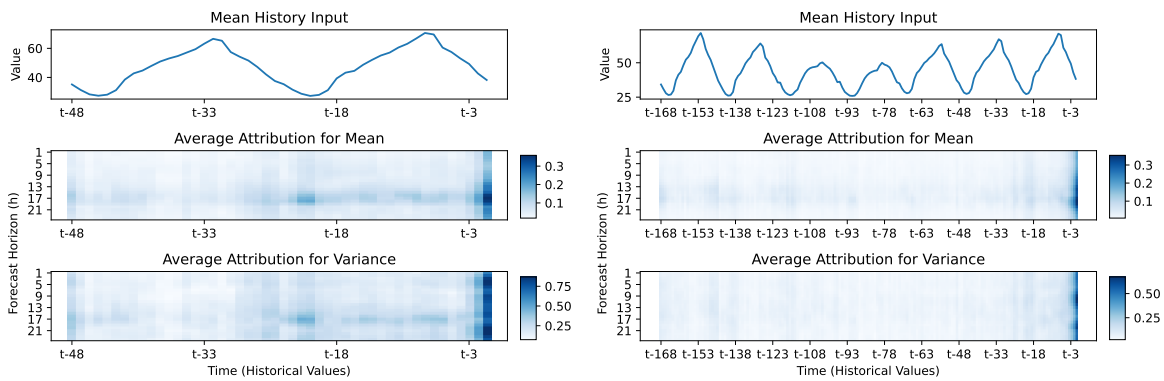 Mean History Input
Value
60
40
t-48 t-33 t-18 t-3
Average Attribution for Mean
1
5
9
13
17
21
0.3
0.2
0.1
t-48 t-33 t-18 t-3
Average Attribution for Variance
1
5
9
13
17
21
0.75
0.50
0.25
t-48 t-33 t-18 t-3
Forecast Horizon (h)
Time (Historical Values)
Mean History Input
Value
50
25
t-168 t-153 t-138 t-123 t-108 t-93 t-78 t-63 t-48 t-33 t-18 t-3
Average Attribution for Mean
1
5
9
13
17
21
0.3
0.2
0.1
t-168 t-153 t-138 t-123 t-108 t-93 t-78 t-63 t-48 t-33 t-18 t-3
Average Attribution for Variance
1
5
9
13
17
21
0.50
0.25
t-168 t-153 t-138 t-123 t-108 t-93 t-78 t-63 t-48 t-33 t-18 t-3
Forecast Horizon (h)
Time (Historical Values)